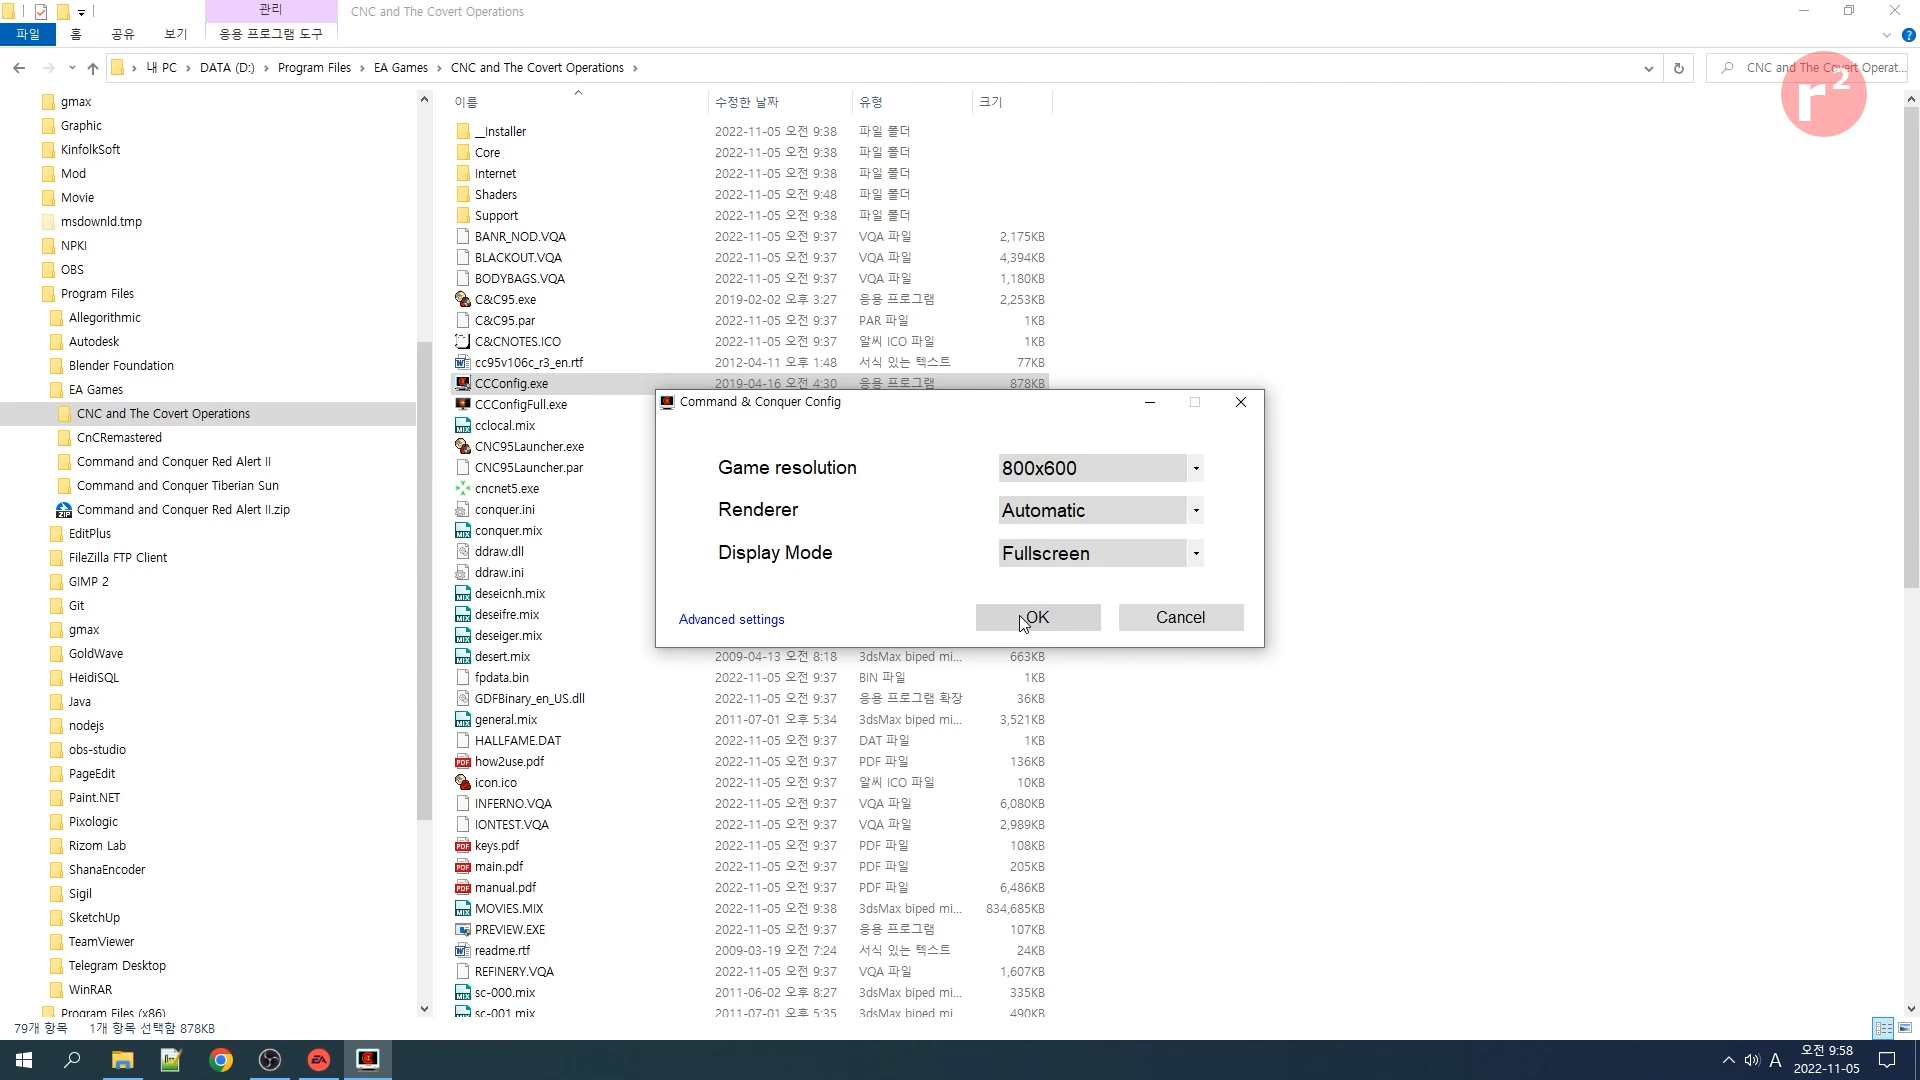 관리
CNC and The Covert Operations
파일
홈
공유
보기
응용 프로그램 도구
내 PC
DATA (D:)
Program Files
EA Games
CNC and The Covert Operations
CNC and The Covert Operat...
r2
gmax
Graphic
KinfolkSoft
Mod
Movie
msdownld.tmp
NPKI
OBS
Program Files
Allegorithmic
Autodesk
Blender Foundation
EA Games
CNC and The Covert Operations
CnCRemastered
Command and Conquer Red Alert II
Command and Conquer Tiberian Sun
Command and Conquer Red Alert II.zip
EditPlus
FileZilla FTP Client
GIMP 2
Git
gmax
GoldWave
HeidiSQL
Java
nodejs
obs-studio
PageEdit
Paint.NET
Pixologic
Rizom Lab
ShanaEncoder
Sigil
SketchUp
TeamViewer
Telegram Desktop
WinRAR
Program Files (x86)
이름 수정한 날짜 유형 크기
__Installer 2022-11-05 오전 9:38 파일 폴더
Core 2022-11-05 오전 9:38 파일 폴더
Internet 2022-11-05 오전 9:38 파일 폴더
Shaders 2022-11-05 오전 9:48 파일 폴더
Support 2022-11-05 오전 9:38 파일 폴더
BANR_NOD.VQA 2022-11-05 오전 9:37 VQA 파일 2,175KB
BLACKOUT.VQA 2022-11-05 오전 9:37 VQA 파일 4,394KB
BODYBAGS.VQA 2022-11-05 오전 9:37 VQA 파일 1,180KB
C&C95.exe 2019-02-02 오후 3:27 응용 프로그램 2,253KB
C&C95.par 2022-11-05 오전 9:37 PAR 파일 1KB
C&CNOTES.ICO 2022-11-05 오전 9:37 알씨 ICO 파일 1KB
cc95v106c_r3_en.rtf 2012-04-11 오후 1:48 서식 있는 텍스트 77KB
CCConfig.exe 2019-04-16 오전 4:30 응용 프로그램 878KB
CCConfigFull.exe
cclocal.mix
CNC95Launcher.exe
CNC95Launcher.par
cncnet5.exe
conquer.ini
conquer.mix
ddraw.dll
ddraw.ini
deseicnh.mix
deseifre.mix
deseiger.mix
desert.mix 2009-04-13 오전 8:18 3dsMax biped mi... 663KB
fpdata.bin 2022-11-05 오전 9:37 BIN 파일 1KB
GDFBinary_en_US.dll 2022-11-05 오전 9:37 응용 프로그램 확장 36KB
general.mix 2011-07-01 오후 5:34 3dsMax biped mi... 3,521KB
HALLFAME.DAT 2022-11-05 오전 9:37 DAT 파일 1KB
how2use.pdf 2022-11-05 오전 9:37 PDF 파일 136KB
icon.ico 2022-11-05 오전 9:37 알씨 ICO 파일 10KB
INFERNO.VQA 2022-11-05 오전 9:37 VQA 파일 6,080KB
IONTEST.VQA 2022-11-05 오전 9:37 VQA 파일 2,989KB
keys.pdf 2022-11-05 오전 9:37 PDF 파일 108KB
main.pdf 2022-11-05 오전 9:37 PDF 파일 205KB
manual.pdf 2022-11-05 오전 9:37 PDF 파일 6,486KB
MOVIES.MIX 2022-11-05 오전 9:38 3dsMax biped mi... 834,685KB
PREVIEW.EXE 2022-11-05 오전 9:37 응용 프로그램 107KB
readme.rtf 2009-03-19 오전 7:24 서식 있는 텍스트 24KB
REFINERY.VQA 2022-11-05 오전 9:37 VQA 파일 1,607KB
sc-000.mix 2011-06-02 오후 8:27 3dsMax biped mi... 335KB
sc-001.mix 2011-07-01 오후 5:35 3dsMax biped mi 490KB
Command & Conquer Config
Game resolution 800x600
Renderer Automatic
Display Mode Fullscreen
Advanced settings OK Cancel
79개 항목 1개 항목 선택함 878KB
A
오전 9:58
2022-11-05